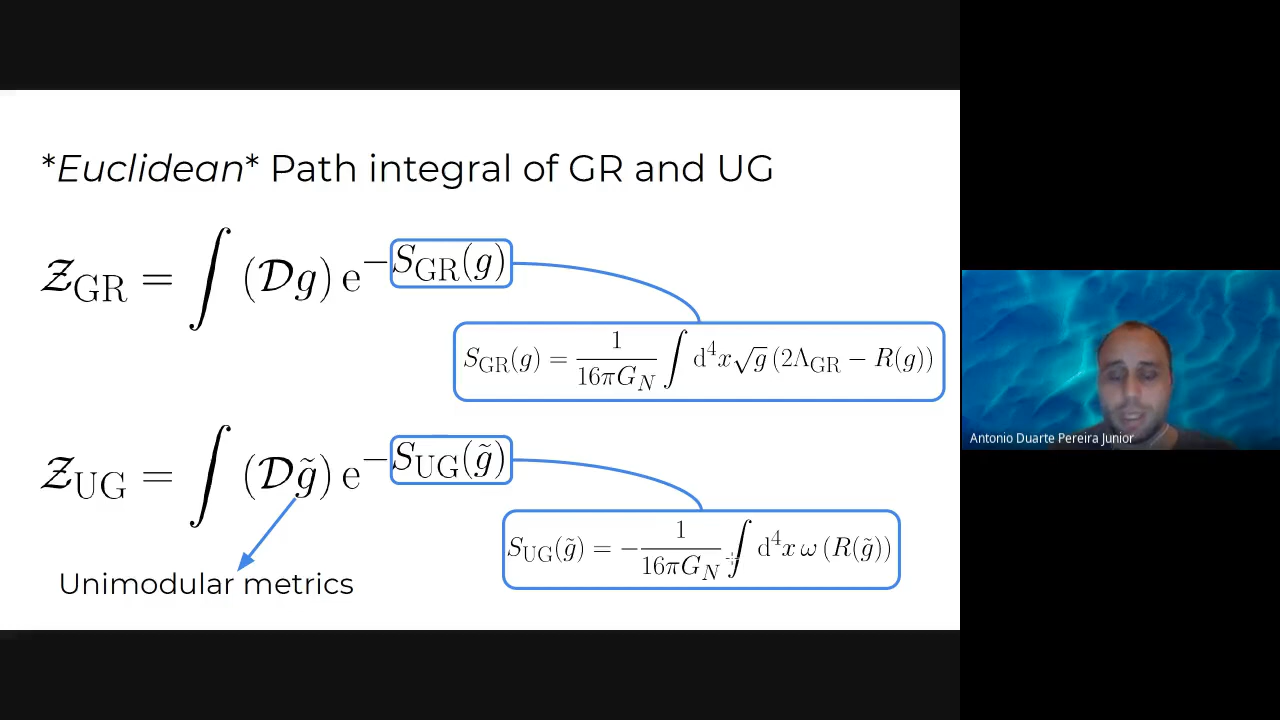 *Euclidean* Path integral of GR and UG
𝒵_GR = ∫ (𝒟g) e^{−S_GR(g)}
S_GR(g) = 1/(16πG_N) ∫ d⁴x √g (2Λ_GR − R(g))
𝒵_UG = ∫ (𝒟g̃) e^{−S_UG(g̃)}
S_UG(g̃) = −1/(16πG_N) ∫ d⁴x ω (R(g̃))
Unimodular metrics
Antonio Duarte Pereira Junior